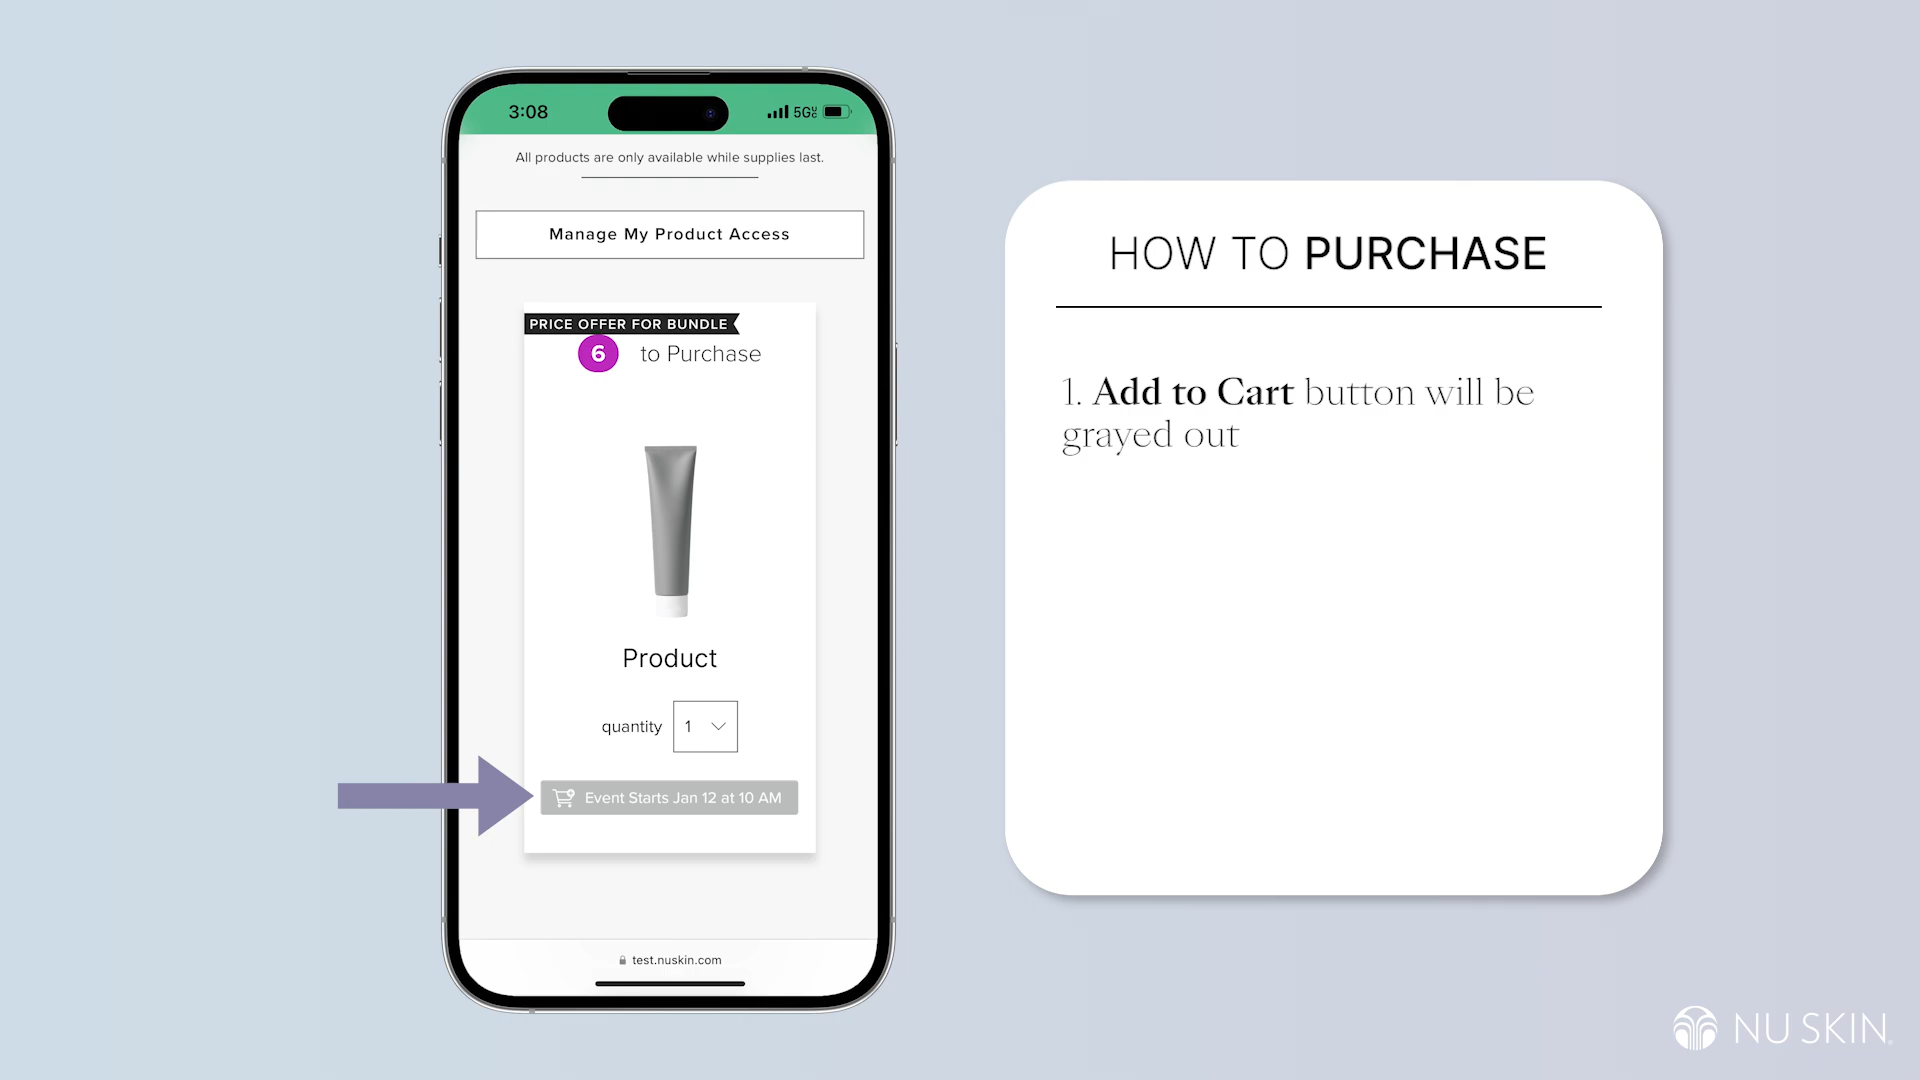 3:08
5G
All products are only available while supplies last.
Manage My Product Access
PRICE OFFER FOR BUNDLE
6 to Purchase
Product
quantity 1
Event Starts Jan 12 at 10 AM
test.nuskin.com
HOW TO PURCHASE
1. Add to Cart button will be
grayed out
NU SKIN